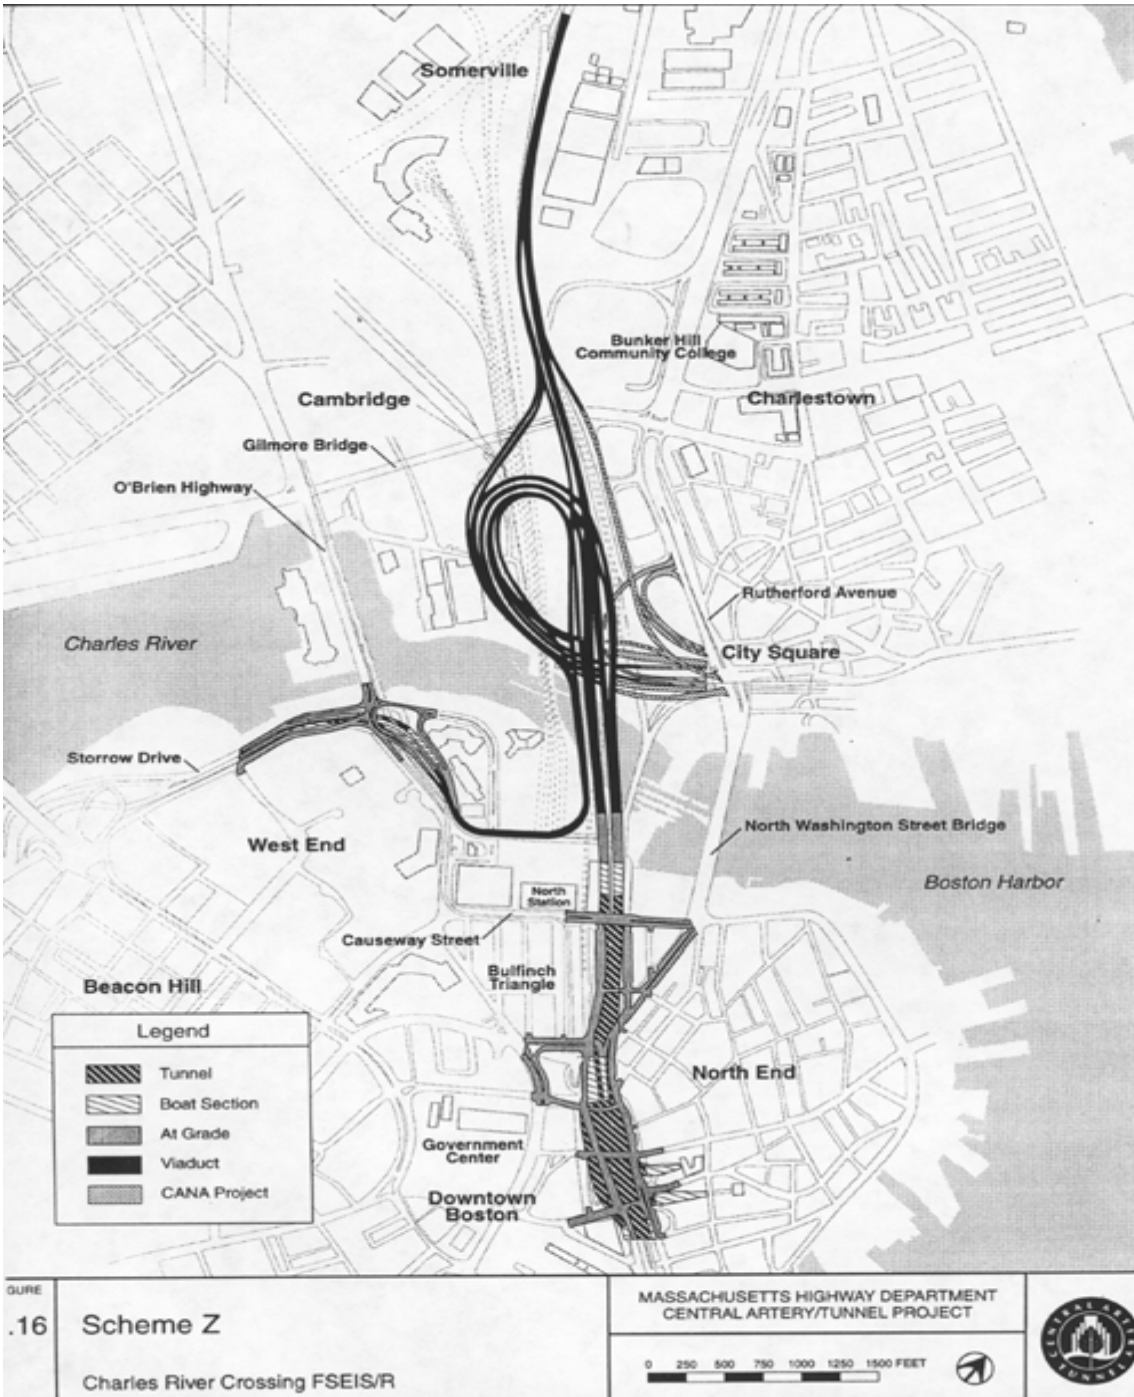 Somerville
Bunker Hill
Community College
Cambridge
Charlestown
Gilmore Bridge
O'Brien Highway
Rutherford Avenue
Charles River
City Square
Storrow Drive
North Washington Street Bridge
West End
Boston Harbor
North
Station
Causeway Street
Bulfinch
Triangle
Beacon Hill
Legend
Tunnel
Boat Section
At Grade
Viaduct
CANA Project
North End
Government
Center
Downtown
Boston
GURE
.16
Scheme Z
Charles River Crossing FSEIS/R
MASSACHUSETTS HIGHWAY DEPARTMENT
CENTRAL ARTERY/TUNNEL PROJECT
0 250 500 750 1000 1250 1500 FEET
CENTRAL ARTERY
TUNNEL